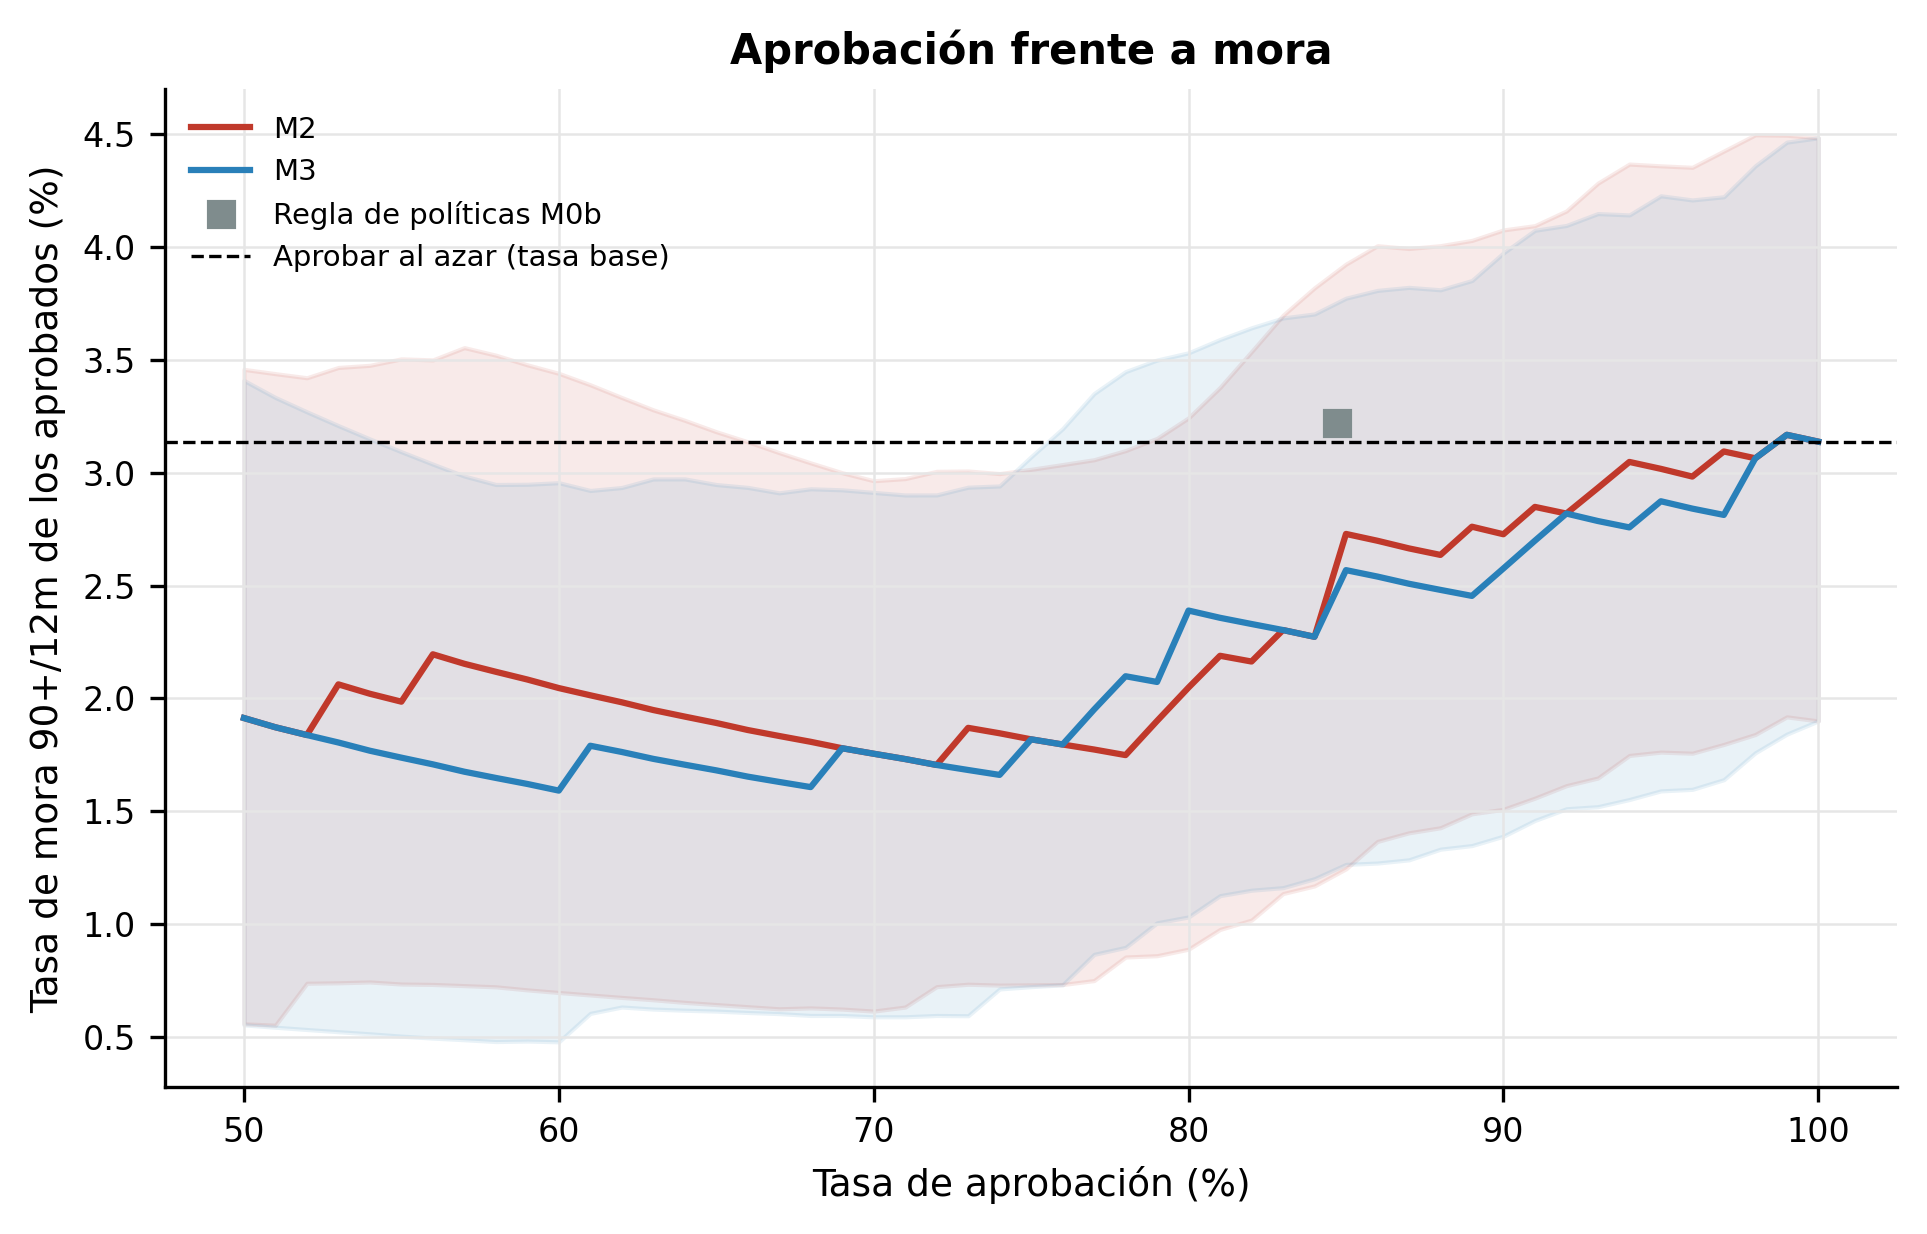 Aprobación frente a mora
Tasa de mora 90+/12m de los aprobados (%)
4.5
4.0
3.5
3.0
2.5
2.0
1.5
1.0
0.5
M2
M3
Regla de políticas M0b
Aprobar al azar (tasa base)
50 60 70 80 90 100
Tasa de aprobación (%)